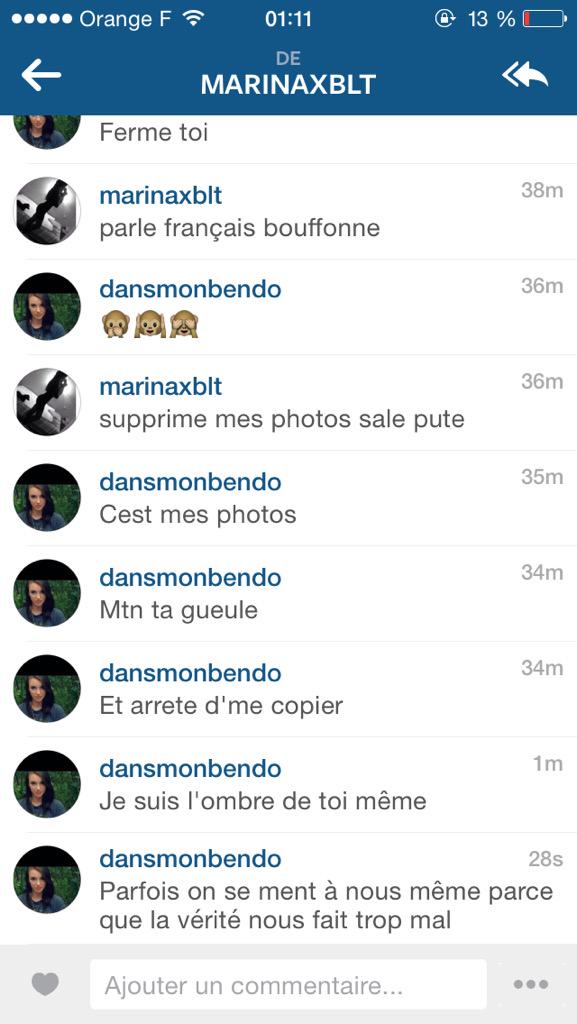 Orange F 01:11 13 %
DE
MARINAXBLT
Ferme toi
marinaxblt 38m
parle français bouffonne
dansmonbendo 36m
🙊🙉🙈
marinaxblt 36m
supprime mes photos sale pute
dansmonbendo 35m
Cest mes photos
dansmonbendo 34m
Mtn ta gueule
dansmonbendo 34m
Et arrete d'me copier
dansmonbendo 1m
Je suis l'ombre de toi même
dansmonbendo 28s
Parfois on se ment à nous même parce
que la vérité nous fait trop mal
Ajouter un commentaire...